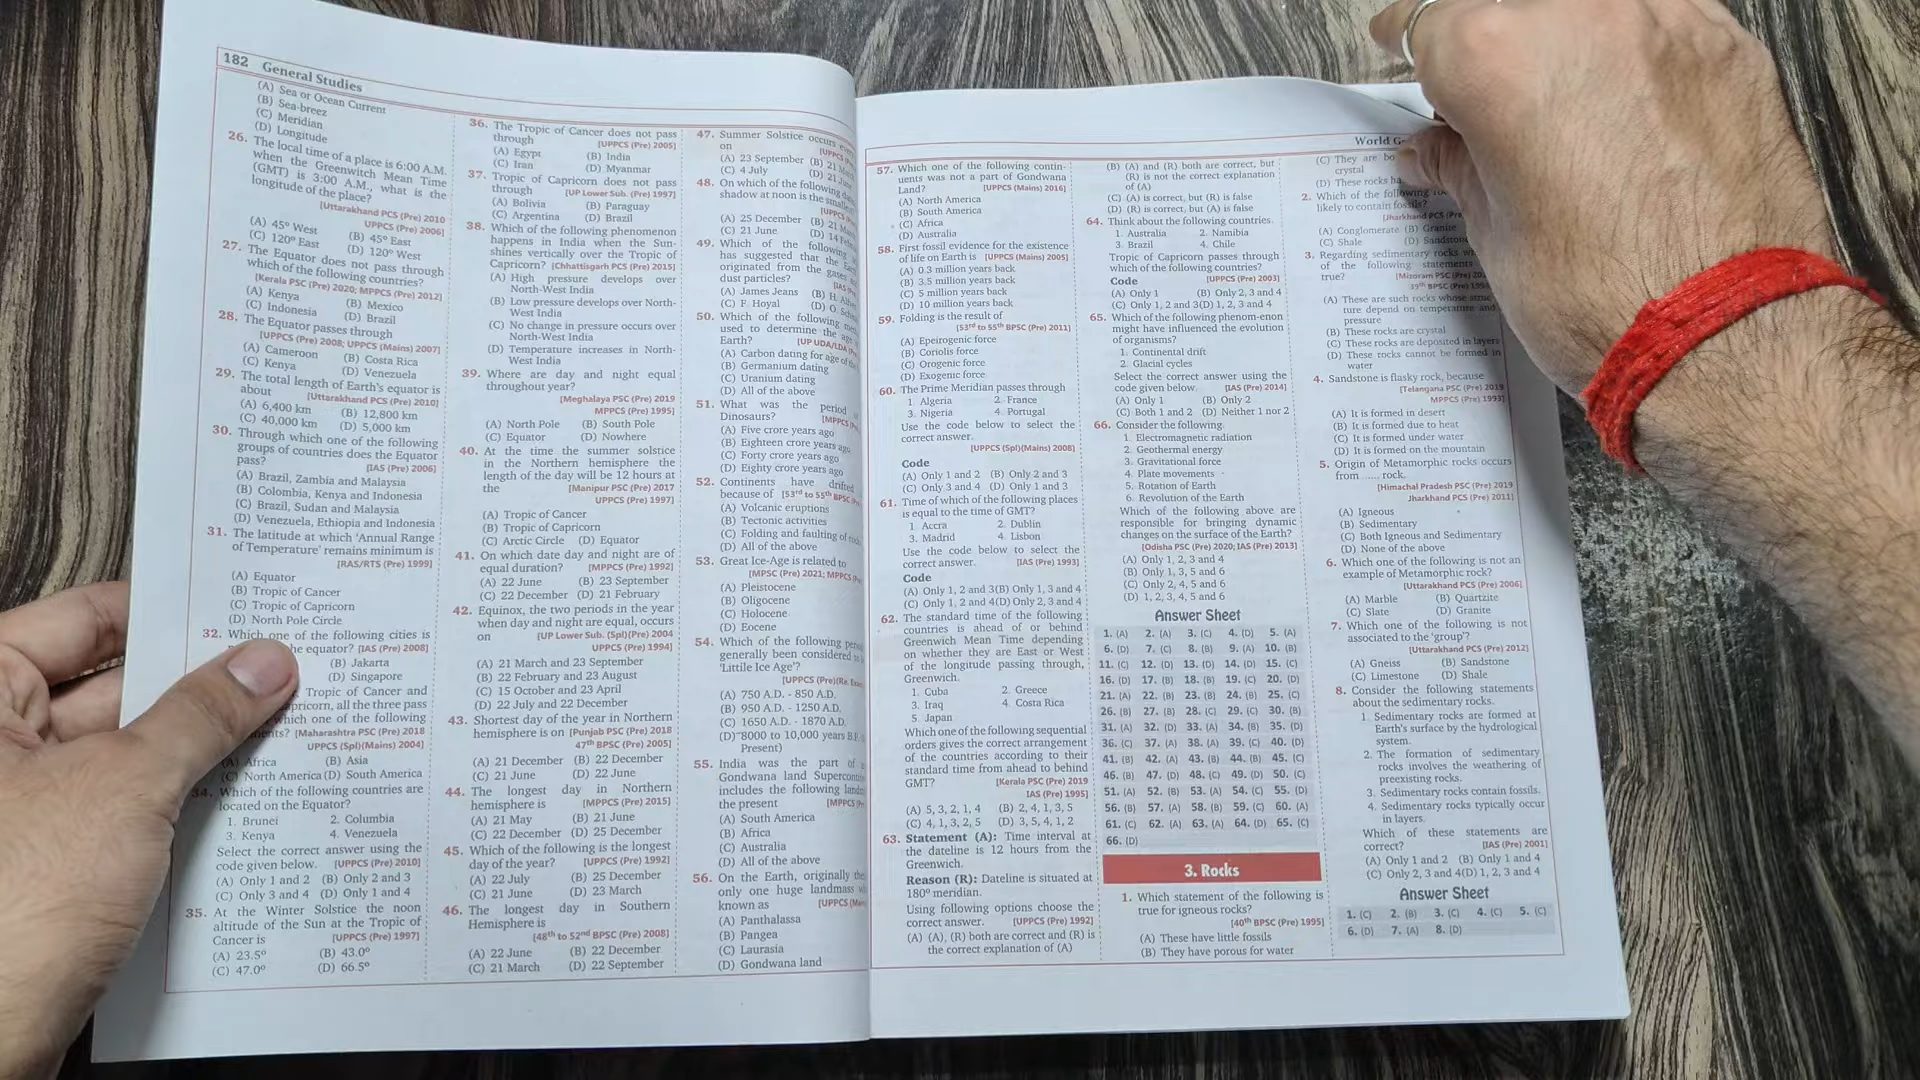 182 General Studies
(A) Sea or Ocean Current
(B) Sea-breez
(C) Meridian
(D) Longitude
26. The local time of a place is 6:00 A.M.
when the Greenwitch Mean Time
(GMT) is 3:00 A.M., what is the
longitude of the place?
[Uttarakhand PCS (Pre) 2010
UPPCS (Pre) 2006]
(A) 45° West (B) 45° East
(C) 120° East (D) 120° West
27. The Equator does not pass through
which of the following countries?
[Kerala PSC (Pre) 2020; MPPCS (Pre) 2012]
(A) Kenya (B) Mexico
(C) Indonesia (D) Brazil
28. The Equator passes through
[UPPCS (Pre) 2008; UPPCS (Mains) 2007]
(A) Cameroon (B) Costa Rica
(C) Kenya (D) Venezuela
29. The total length of Earth's equator is
about [Uttarakhand PCS (Pre) 2010]
(A) 6,400 km (B) 12,800 km
(C) 40,000 km (D) 5,000 km
30. Through which one of the following
groups of countries does the Equator
pass? [IAS (Pre) 2006]
(A) Brazil, Zambia and Malaysia
(B) Colombia, Kenya and Indonesia
(C) Brazil, Sudan and Malaysia
(D) Venezuela, Ethiopia and Indonesia
31. The latitude at which 'Annual Range
of Temperature' remains minimum is
[RAS/RTS (Pre) 1999]
(A) Equator
(B) Tropic of Cancer
(C) Tropic of Capricorn
(D) North Pole Circle
32. Which one of the following cities is
he equator? [IAS (Pre) 2008]
(B) Jakarta
(D) Singapore
Tropic of Cancer and
apricorn, all the three pass
which one of the following
nents? [Maharashtra PSC (Pre) 2018
UPPCS (Spl)(Mains) 2004]
(A) Africa (B) Asia
(C) North America (D) South America
34. Which of the following countries are
located on the Equator?
1. Brunei 2. Columbia
3. Kenya 4. Venezuela
Select the correct answer using the
code given below. [UPPCS (Pre) 2010]
(A) Only 1 and 2 (B) Only 2 and 3
(C) Only 3 and 4 (D) Only 1 and 4
35. At the Winter Solstice the noon
altitude of the Sun at the Tropic of
Cancer is [UPPCS (Pre) 1997]
(A) 23.5° (B) 43.0°
(C) 47.0° (D) 66.5°
36. The Tropic of Cancer does not pass
through [UPPCS (Pre) 2005]
(A) Egypt (B) India
(C) Iran (D) Myanmar
37. Tropic of Capricorn does not pass
through [UP Lower Sub. (Pre) 1997]
(A) Bolivia (B) Paraguay
(C) Argentina (D) Brazil
38. Which of the following phenomenon
happens in India when the Sun-
shines vertically over the Tropic of
Capricorn? [Chhattisgarh PCS (Pre) 2015]
(A) High pressure develops over
North-West India
(B) Low pressure develops over North-
West India
(C) No change in pressure occurs over
North-West India
(D) Temperature increases in North-
West India
39. Where are day and night equal
throughout year?
[Meghalaya PSC (Pre) 2019
MPPCS (Pre) 1995]
(A) North Pole (B) South Pole
(C) Equator (D) Nowhere
40. At the time the summer solstice
in the Northern hemisphere the
length of the day will be 12 hours at
the [Manipur PSC (Pre) 2017
UPPCS (Pre) 1997]
(A) Tropic of Cancer
(B) Tropic of Capricorn
(C) Arctic Circle (D) Equator
41. On which date day and night are of
equal duration? [MPPCS (Pre) 1992]
(A) 22 June (B) 23 September
(C) 22 December (D) 21 February
42. Equinox, the two periods in the year
when day and night are equal, occurs
on [UP Lower Sub. (Spl)(Pre) 2004
UPPCS (Pre) 1994]
(A) 21 March and 23 September
(B) 22 February and 23 August
(C) 15 October and 23 April
(D) 22 July and 22 December
43. Shortest day of the year in Northern
hemisphere is on [Punjab PSC (Pre) 2018
47th BPSC (Pre) 2005]
(A) 21 December (B) 22 December
(C) 21 June (D) 22 June
44. The longest day in Northern
hemisphere is [MPPCS (Pre) 2015]
(A) 21 May (B) 21 June
(C) 22 December (D) 25 December
45. Which of the following is the longest
day of the year? [UPPCS (Pre) 1992]
(A) 22 July (B) 25 December
(C) 21 June (D) 23 March
46. The longest day in Southern
Hemisphere is
[48th to 52nd BPSC (Pre) 2008]
(A) 22 June (B) 22 December
(C) 21 March (D) 22 September
47. Summer Solstice occurs
on
(A) 23 September (B) 21
(C) 4 July (D) 21 June
48. On which of the following
shadow at noon is the
(A) 25 December (B) 21
(C) 21 June (D) 14
49. Which of the following
has suggested that the
originated from the gases
dust particles?
(A) James Jeans (B) H.
(C) F. Hoyal (D) O.
50. Which of the following
used to determine the age
Earth? [UP UDA/LDA
(A) Carbon dating for age of
(B) Germanium dating
(C) Uranium dating
(D) All of the above
51. What was the period
Dinosaurs? [MPPCS
(A) Five crore years ago
(B) Eighteen crore years ago
(C) Forty crore years ago
(D) Eighty crore years ago
52. Continents have drifted
because of [53rd to 55th BPSC
(A) Volcanic eruptions
(B) Tectonic activities
(C) Folding and faulting of
(D) All of the above
53. Great Ice-Age is related to
[MPSC (Pre) 2021; MPPCS
(A) Pleistocene
(B) Oligocene
(C) Holocene
(D) Eocene
54. Which of the following
generally been considered
'Littile Ice Age'?
[UPPCS (Pre)(Re.
(A) 750 A.D. - 850 A.D.
(B) 950 A.D. - 1250 A.D.
(C) 1650 A.D. - 1870 A.D.
(D) 8000 to 10,000 years B.P.
Present)
55. India was the part of
Gondwana land
includes the following
the present [MPPCS
(A) South America
(B) Africa
(C) Australia
(D) All of the above
56. On the Earth, originally the
only one huge landmass
known as [UPPCS
(A) Panthalassa
(B) Pangea
(C) Laurasia
(D) Gondwana land
World
57. Which one of the following contin-
uents was not a part of Gondwana
Land? [UPPCS (Mains) 2016]
(A) North America
(B) South America
(C) Africa
(D) Australia
58. First fossil evidence for the existence
of life on Earth is [UPPCS (Mains) 2005]
(A) 0.3 million years back
(B) 3.5 million years back
(C) 5 million years back
(D) 10 million years back
59. Folding is the result of
[53rd to 55th BPSC (Pre) 2011]
(A) Epeirogenic force
(B) Coriolis force
(C) Orogenic force
(D) Exogenic force
60. The Prime Meridian passes through
1. Algeria 2. France
3. Nigeria 4. Portugal
Use the code below to select the
correct answer.
[UPPCS (Spl)(Mains) 2008]
Code
(A) Only 1 and 2 (B) Only 2 and 3
(C) Only 3 and 4 (D) Only 1 and 3
61. Time of which of the following places
is equal to the time of GMT?
1. Accra 2. Dublin
3. Madrid 4. Lisbon
Use the code below to select the
correct answer. [IAS (Pre) 1993]
Code
(A) Only 1, 2 and 3(B) Only 1, 3 and 4
(C) Only 1, 2 and 4(D) Only 2, 3 and 4
62. The standard time of the following
countries is ahead of or behind
Greenwich Mean Time depending
on whether they are East or West
of the longitude passing through,
Greenwich.
1. Cuba 2. Greece
3. Iraq 4. Costa Rica
5. Japan
Which one of the following sequential
orders gives the correct arrangement
of the countries according to their
standard time from ahead to behind
GMT? [Kerala PSC (Pre) 2019
IAS (Pre) 1995]
(A) 5, 3, 2, 1, 4 (B) 2, 4, 1, 3, 5
(C) 4, 1, 3, 2, 5 (D) 3, 5, 4, 1, 2
63. Statement (A): Time interval at
the dateline is 12 hours from the
Greenwich.
Reason (R): Dateline is situated at
180° meridian.
Using following options choose the
correct answer. [UPPCS (Pre) 1992]
(A) (A), (R) both are correct and (R) is
the correct explanation of (A)
(B) (A) and (R) both are correct, but
(R) is not the correct explanation
of (A)
(C) (A) is correct, but (R) is false
(D) (R) is correct, but (A) is false
64. Think about the following countries.
1. Australia 2. Namibia
3. Brazil 4. Chile
Tropic of Capricorn passes through
which of the following countries?
Code [UPPCS (Pre) 2003]
(A) Only 1 (B) Only 2, 3 and 4
(C) Only 1, 2 and 3(D) 1, 2, 3 and 4
65. Which of the following phenom-enon
might have influenced the evolution
of organisms?
1. Continental drift
2. Glacial cycles
Select the correct answer using the
code given below. [IAS (Pre) 2014]
(A) Only 1 (B) Only 2
(C) Both 1 and 2 (D) Neither 1 nor 2
66. Consider the following.
1. Electromagnetic radiation
2. Geothermal energy
3. Gravitational force
4. Plate movements
5. Rotation of Earth
6. Revolution of the Earth
Which of the following above are
responsible for bringing dynamic
changes on the surface of the Earth?
[Odisha PSC (Pre) 2020; IAS (Pre) 2013]
(A) Only 1, 2, 3 and 4
(B) Only 1, 3, 5 and 6
(C) Only 2, 4, 5 and 6
(D) 1, 2, 3, 4, 5 and 6
Answer Sheet
1. (A) 2. (A) 3. (C) 4. (D) 5. (A)
6. (D) 7. (C) 8. (B) 9. (A) 10. (B)
11. (C) 12. (D) 13. (D) 14. (D) 15. (C)
16. (D) 17. (B) 18. (B) 19. (C) 20. (D)
21. (A) 22. (B) 23. (B) 24. (B) 25. (C)
26. (B) 27. (B) 28. (C) 29. (C) 30. (B)
31. (A) 32. (D) 33. (A) 34. (B) 35. (D)
36. (C) 37. (A) 38. (A) 39. (C) 40. (D)
41. (B) 42. (A) 43. (B) 44. (B) 45. (C)
46. (B) 47. (D) 48. (C) 49. (D) 50. (C)
51. (A) 52. (B) 53. (A) 54. (C) 55. (D)
56. (B) 57. (A) 58. (B) 59. (C) 60. (A)
61. (C) 62. (A) 63. (A) 64. (D) 65. (C)
66. (D)
3. Rocks
1. Which statement of the following is
true for igneous rocks?
[40th BPSC (Pre) 1995]
(A) These have little fossils
(B) They have porous for water
(C) They are bo
crystal
(D) These rocks ha
2. Which of the following
likely to contain fossils?
[Jharkhand PCS (Pre)
(A) Conglomerate (B) Granite
(C) Shale (D) Sandstone
3. Regarding sedimentary rocks
of the following statements
true? [Mizoram PSC (Pre)
39th BPSC (Pre) 1994
(A) These are such rocks whose struc-
ture depend on temperature and
pressure
(B) These rocks are crystal
(C) These rocks are deposited in layers
(D) These rocks cannot be formed in
water
4. Sandstone is flasky rock, because
[Telangana PSC (Pre) 2019
MPPCS (Pre) 1993]
(A) It is formed in desert
(B) It is formed due to heat
(C) It is formed under water
(D) It is formed on the mountain
5. Origin of Metamorphic rocks occurs
from ...... rock.
[Himachal Pradesh PSC (Pre) 2019
Jharkhand PCS (Pre) 2011]
(A) Igneous
(B) Sedimentary
(C) Both Igneous and Sedimentary
(D) None of the above
6. Which one of the following is not an
example of Metamorphic rock?
[Uttarakhand PCS (Pre) 2006]
(A) Marble (B) Quartzite
(C) Slate (D) Granite
7. Which one of the following is not
associated to the 'group'?
[Uttarakhand PCS (Pre) 2012]
(A) Gneiss (B) Sandstone
(C) Limestone (D) Shale
8. Consider the following statements
about the sedimentary rocks.
1. Sedimentary rocks are formed at
Earth's surface by the hydrological
system.
2. The formation of sedimentary
rocks involves the weathering of
preexisting rocks.
3. Sedimentary rocks contain fossils.
4. Sedimentary rocks typically occur
in layers.
Which of these statements are
correct? [IAS (Pre) 2001]
(A) Only 1 and 2 (B) Only 1 and 4
(C) Only 2, 3 and 4(D) 1, 2, 3 and 4
Answer Sheet
1. (C) 2. (B) 3. (C) 4. (C) 5. (C)
6. (D) 7. (A) 8. (D)